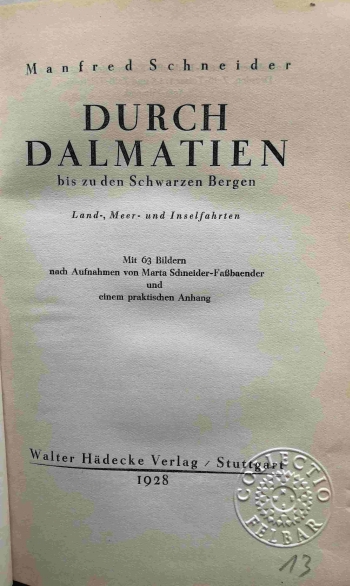 Manfred Schneider
DURCH
DALMATIEN
bis zu den Schwarzen Bergen
Land-, Meer- und Inselfahrten
Mit 63 Bildern
nach Aufnahmen von Marta Schneider-Faßbaender
und
einem praktischen Anhang
Walter Hädecke Verlag / Stuttgart
1928
COLLECTIO
FELBAR
13